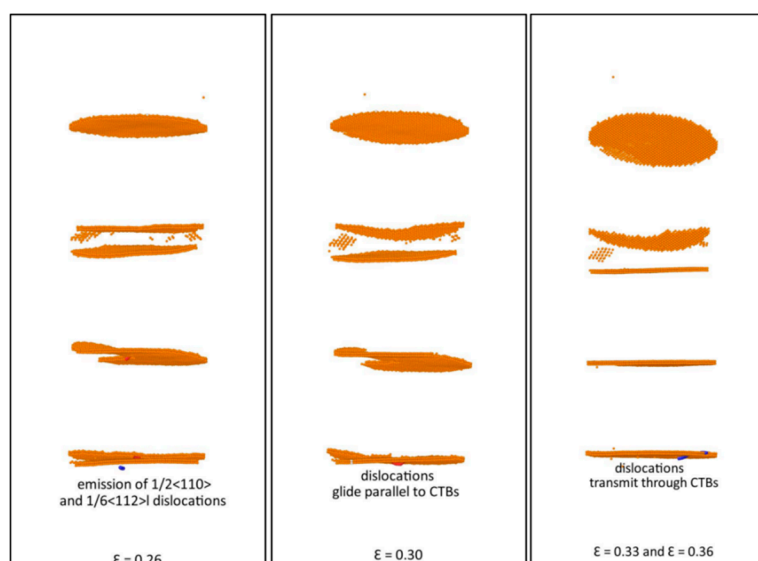 emission of 1/2<110>
and 1/6<112>l dislocations
ε = 0.26
dislocations
glide parallel to CTBs
ε = 0.30
dislocations
transmit through CTBs
ε = 0.33 and ε = 0.36